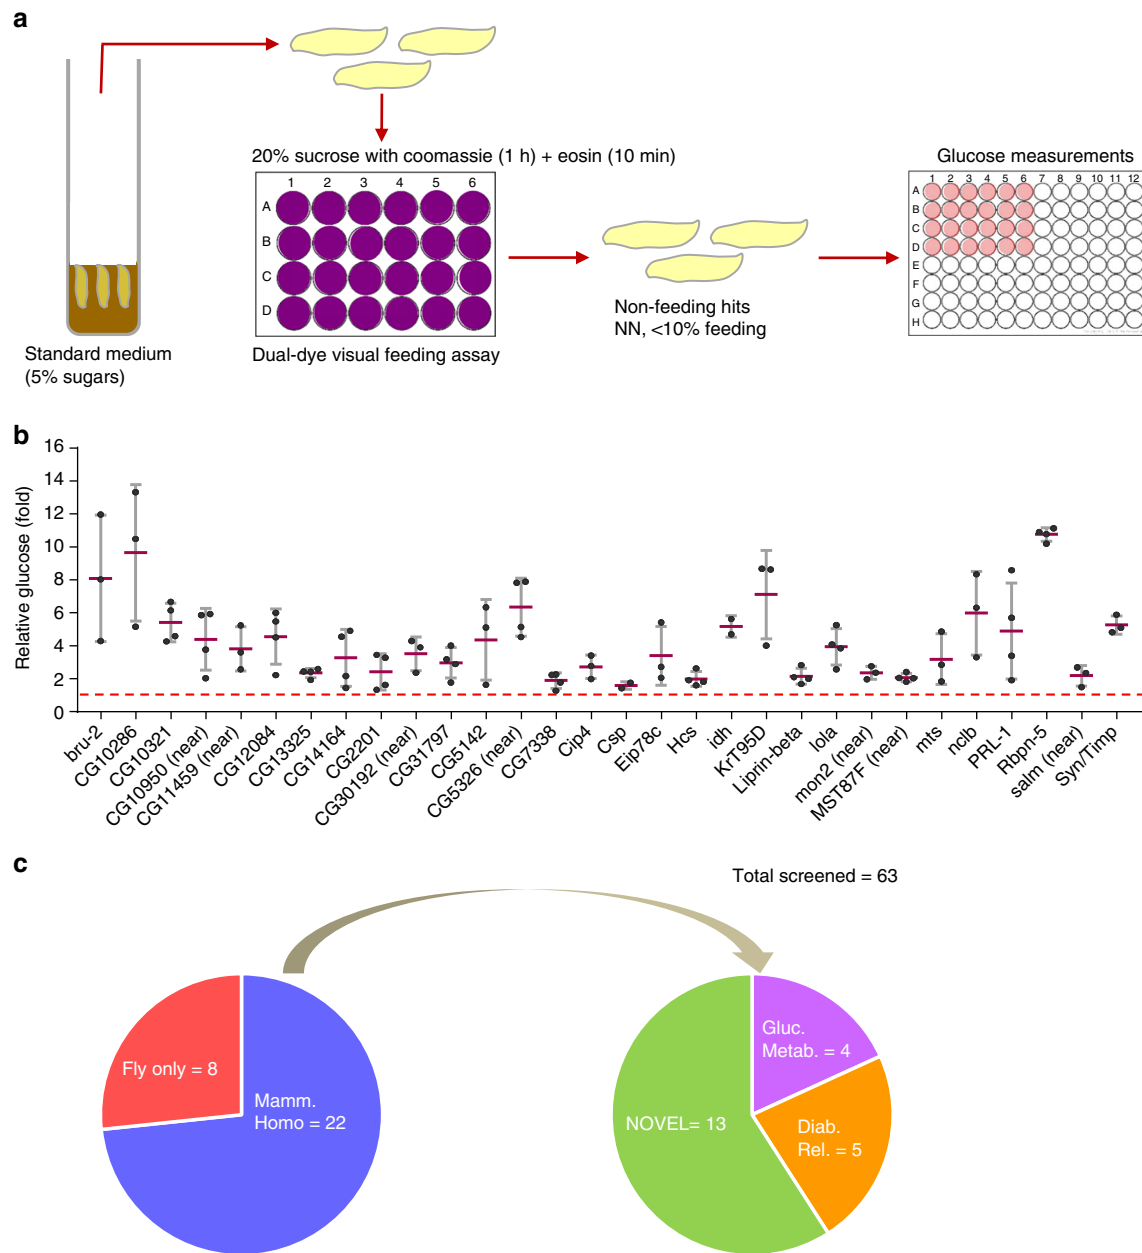 a
20% sucrose with coomassie (1 h) + eosin (10 min)
1 2 3 4 5 6
A
B
C
D
Dual-dye visual feeding assay
Standard medium
(5% sugars)
Non-feeding hits
NN, <10% feeding
Glucose measurements
1 2 3 4 5 6 7 8 9 10 11 12
A
B
C
D
E
F
G
H
b
Relative glucose (fold)
16
14
12
10
8
6
4
2
0
bru-2
CG10286
CG10321
CG10950 (near)
CG11459 (near)
CG12084
CG13325
CG14164
CG2201
CG30192 (near)
CG31797
CG5142
CG5326 (near)
CG7338
Cip4
Csp
Eip78c
Hcs
idh
KrT95D
Liprin-beta
lola
mon2 (near)
MST87F (near)
mts
nclb
PRL-1
Rbpn-5
salm (near)
Syn/Timp
c
Total screened = 63
Fly only = 8
Mamm.
Homo = 22
Gluc.
Metab. = 4
NOVEL= 13
Diab.
Rel. = 5